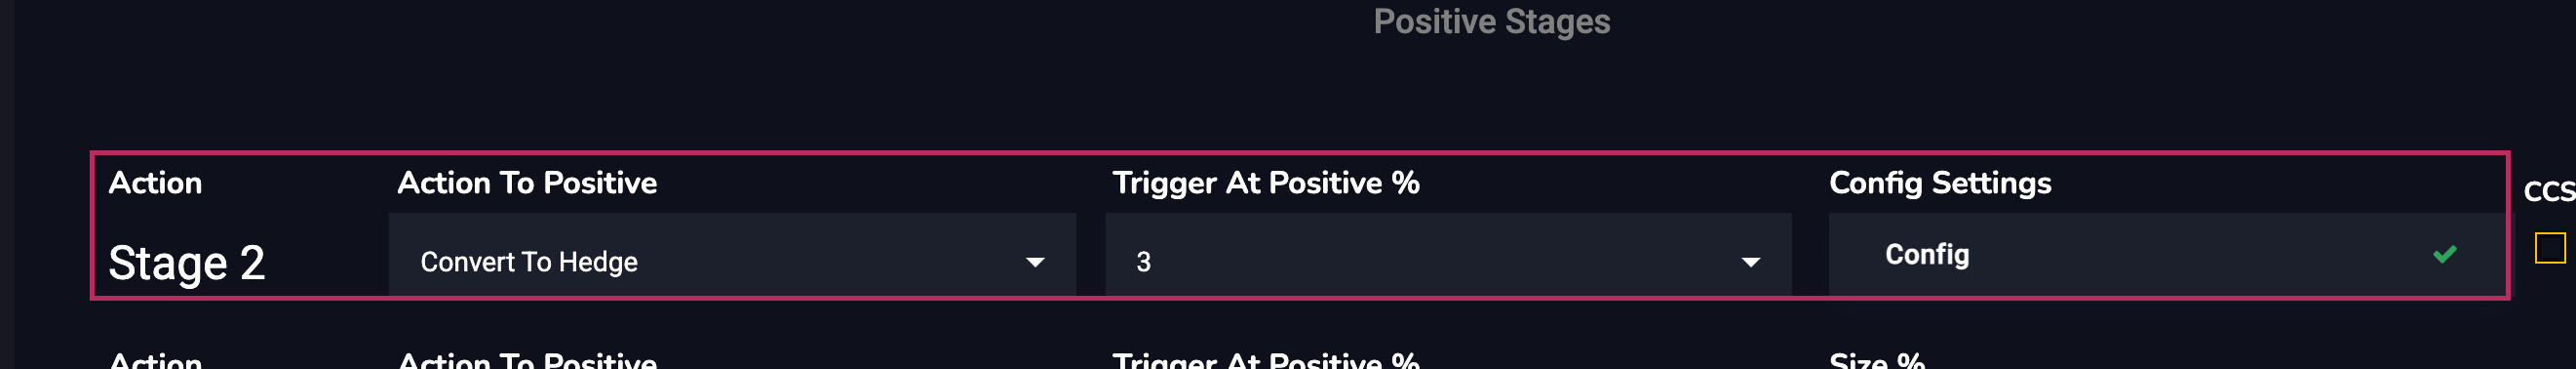 Positive Stages
Action Action To Positive Trigger At Positive % Config Settings CCS
Stage 2 Convert To Hedge 3 Config
Action Action To Positive Trigger At Positive % Size %